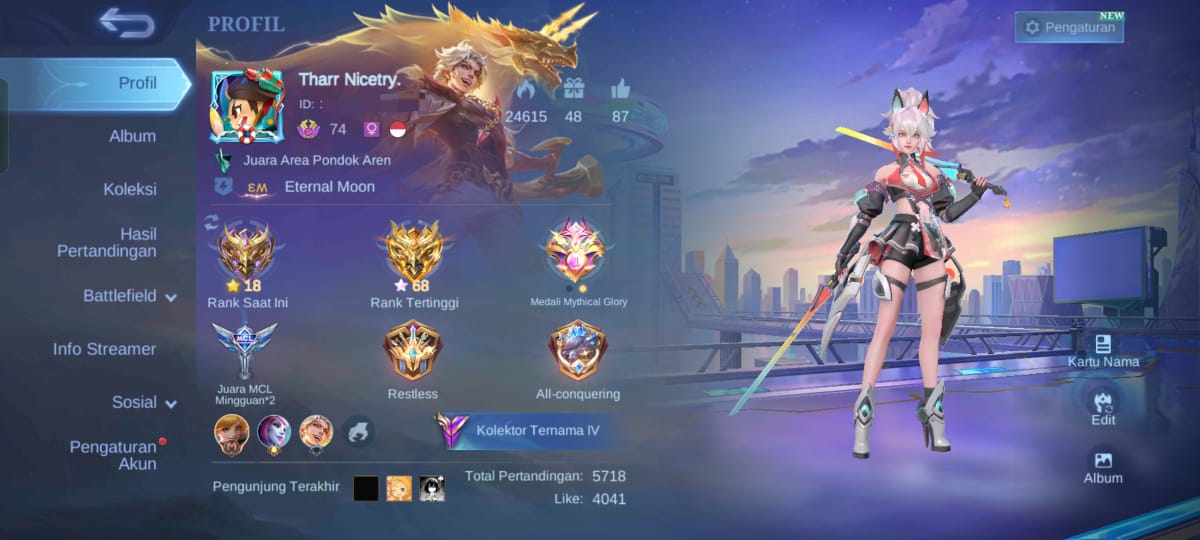 PROFIL
NEW
Pengaturan
Profil
Album
Koleksi
Hasil
Pertandingan
Battlefield
Info Streamer
Sosial
Pengaturan
Akun
Tharr Nicetry.
ID: :
74
24615
48
87
Juara Area Pondok Aren
Eternal Moon
18
Rank Saat Ini
68
Rank Tertinggi
Medali Mythical Glory
MCL
Juara MCL
Mingguan*2
Restless
All-conquering
Kolektor Ternama IV
Pengunjung Terakhir
Total Pertandingan: 5718
Like: 4041
Kartu Nama
Edit
Album